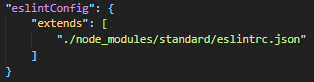 "eslintConfig": {
    "extends": [
        "./node_modules/standard/eslintrc.json"
    ]
}